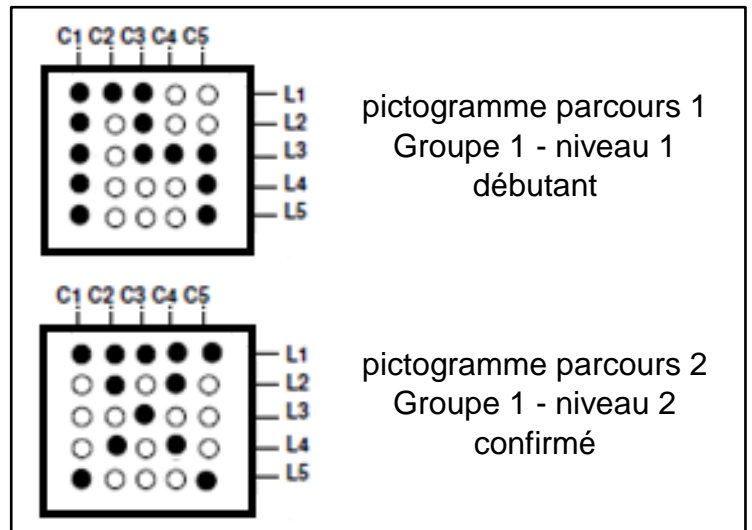 C1 C2 C3 C4 C5
L1
L2
L3
L4
L5
pictogramme parcours 1
Groupe 1 - niveau 1
débutant
C1 C2 C3 C4 C5
L1
L2
L3
L4
L5
pictogramme parcours 2
Groupe 1 - niveau 2
confirmé